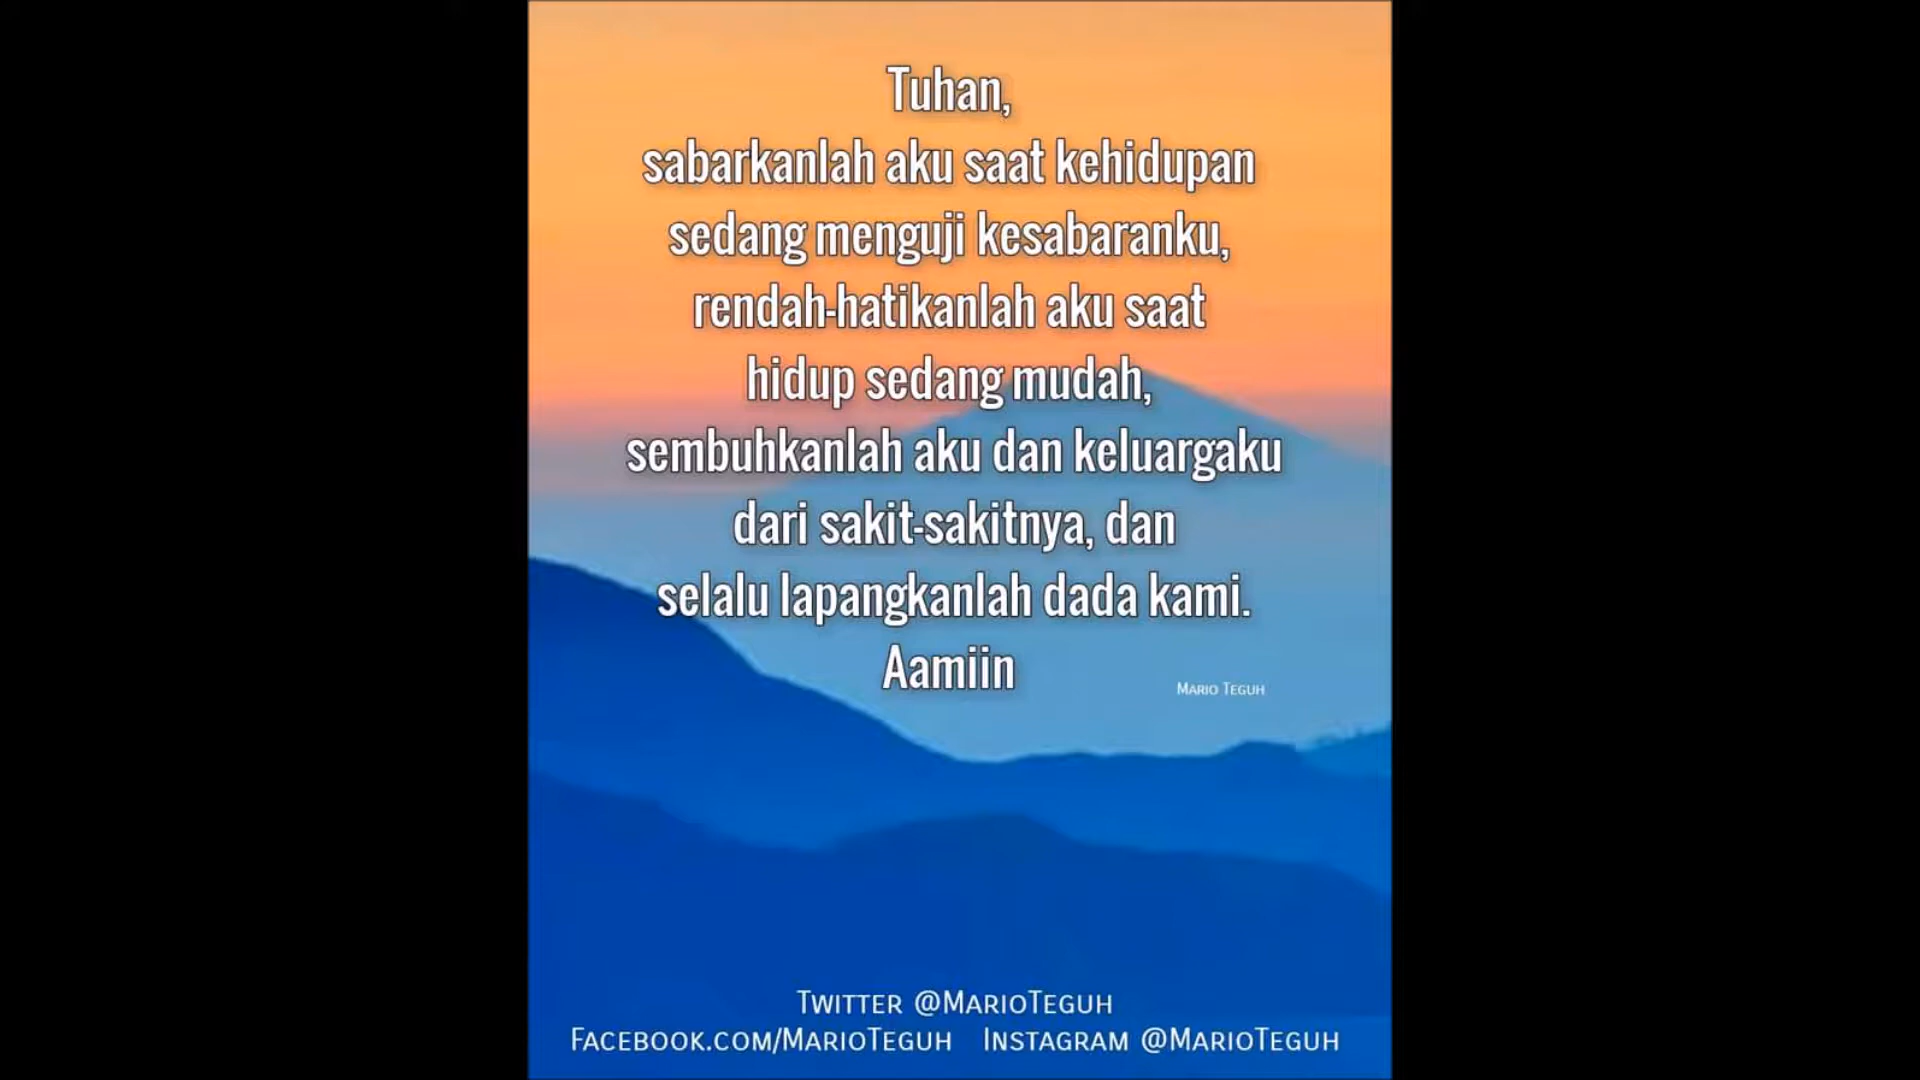 Tuhan,
sabarkanlah aku saat kehidupan
sedang menguji kesabaranku,
rendah-hatikanlah aku saat
hidup sedang mudah,
sembuhkanlah aku dan keluargaku
dari sakit-sakitnya, dan
selalu lapangkanlah dada kami.
Aamiin
Mario Teguh
Twitter @MarioTeguh
Facebook.com/MarioTeguh Instagram @MarioTeguh